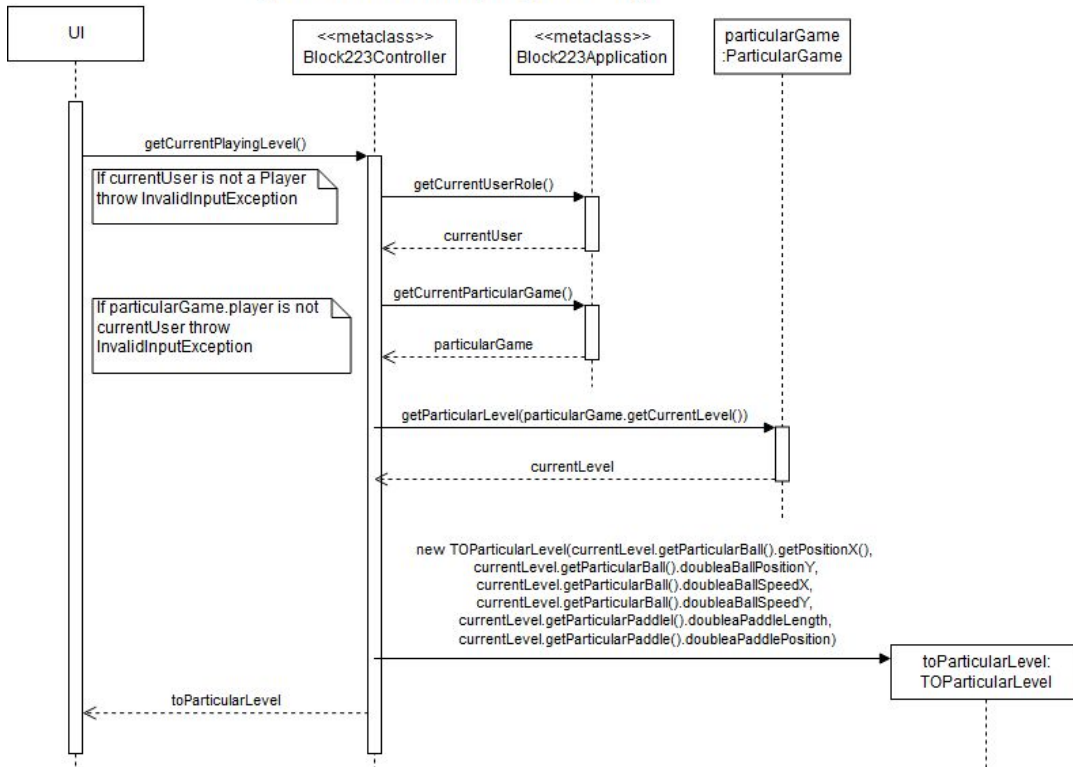 UI
<<metaclass>>
Block223Controller
<<metaclass>>
Block223Application
particularGame
:ParticularGame
getCurrentPlayingLevel()
If currentUser is not a Player
throw InvalidInputException
getCurrentUserRole()
currentUser
getCurrentParticularGame()
If particularGame.player is not
currentUser throw
InvalidInputException
particularGame
getParticularLevel(particularGame.getCurrentLevel())
currentLevel
new TOParticularLevel(currentLevel.getParticularBall().getPositionX(),
currentLevel.getParticularBall().doubleaBallPositionY,
currentLevel.getParticularBall().doubleaBallSpeedX,
currentLevel.getParticularBall().doubleaBallSpeedY,
currentLevel.getParticularPaddlel().doubleaPaddleLength,
currentLevel.getParticularPaddle().doubleaPaddlePosition)
toParticularLevel:
TOParticularLevel
toParticularLevel